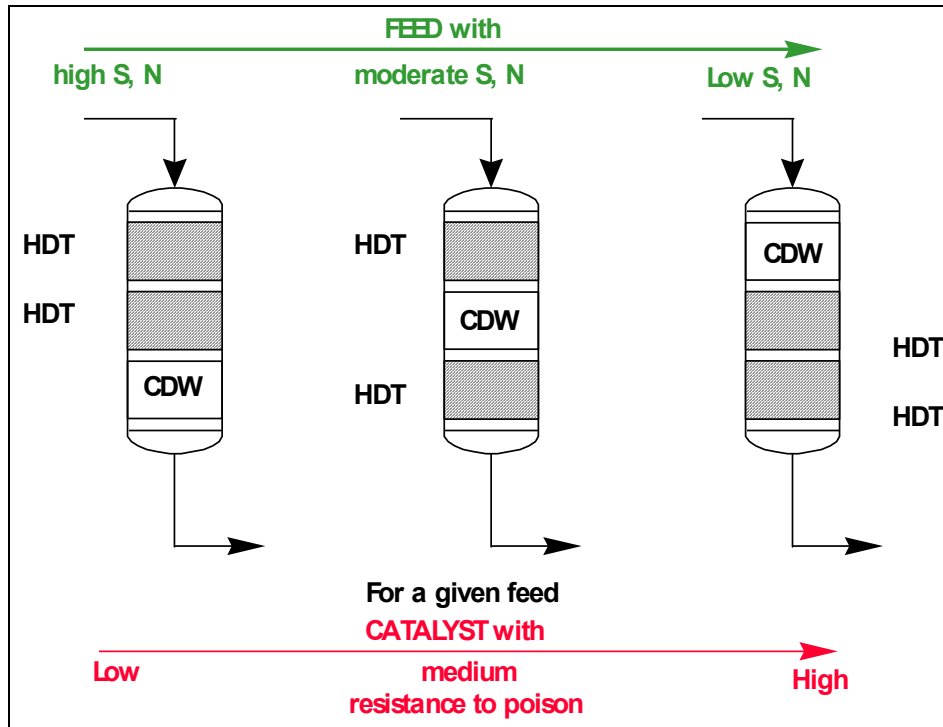 FEED with
high S, N
moderate S, N
Low S, N
HDT
HDT
CDW
HDT
CDW
HDT
CDW
HDT
HDT
For a given feed
CATALYST with
Low
medium
High
resistance to poison